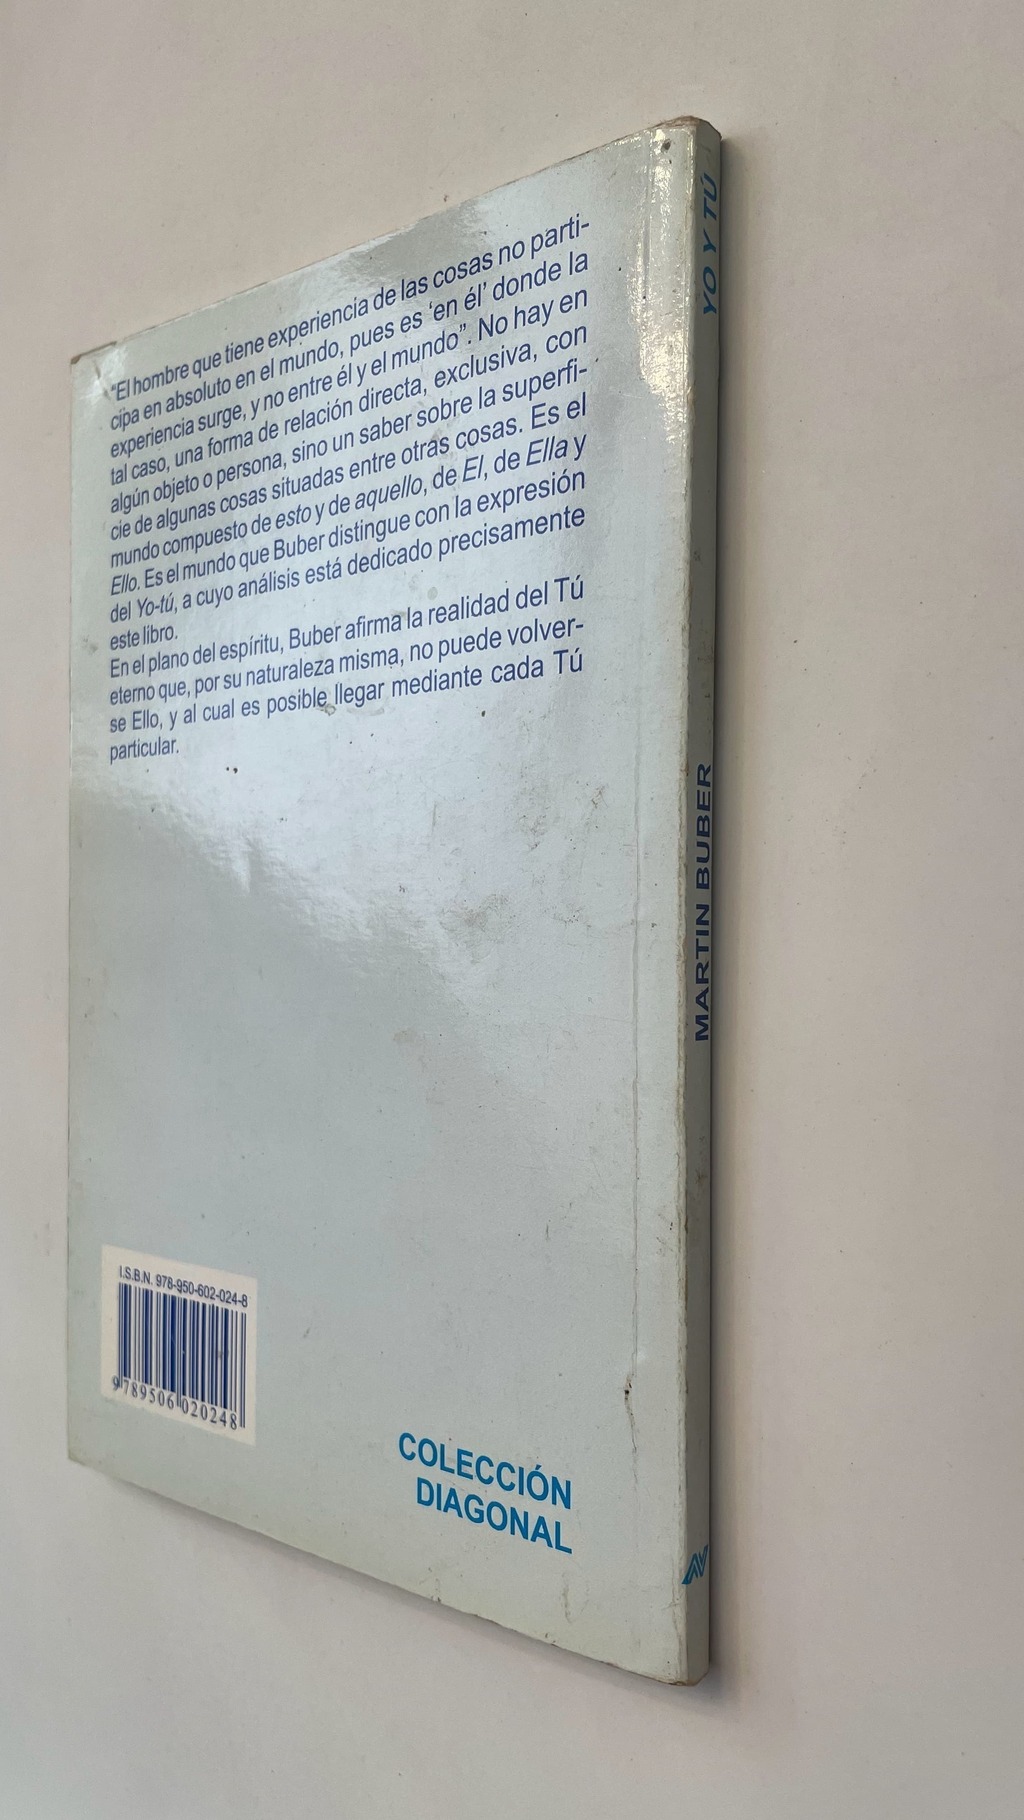 “El hombre que tiene experiencia de las cosas no parti-
cipa en absoluto en el mundo, pues es ‘en él’ donde la
experiencia surge, y no entre él y el mundo”. No hay en
tal caso, una forma de relación directa, exclusiva, con
algún objeto o persona, sino un saber sobre la superfi-
cie de algunas cosas situadas entre otras cosas. Es el
mundo compuesto de esto y de aquello, de El, de Ella y
Ello. Es el mundo que Buber distingue con la expresión
del Yo-tú, a cuyo análisis está dedicado precisamente
este libro.
En el plano del espíritu, Buber afirma la realidad del Tú
eterno que, por su naturaleza misma, no puede volver-
se Ello, y al cual es posible llegar mediante cada Tú
particular.
I.S.B.N. 978-950-602-024-8
9789506020248
COLECCIÓN
DIAGONAL
YO Y TÚ
MARTIN BUBER